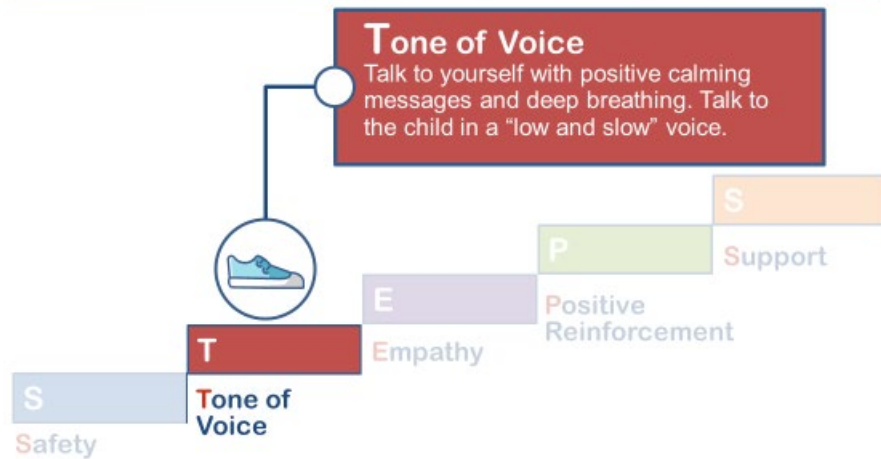 Tone of Voice
Talk to yourself with positive calming
messages and deep breathing. Talk to
the child in a “low and slow” voice.
S
Support
P
Positive
Reinforcement
E
Empathy
T
Tone of
Voice
S
Safety